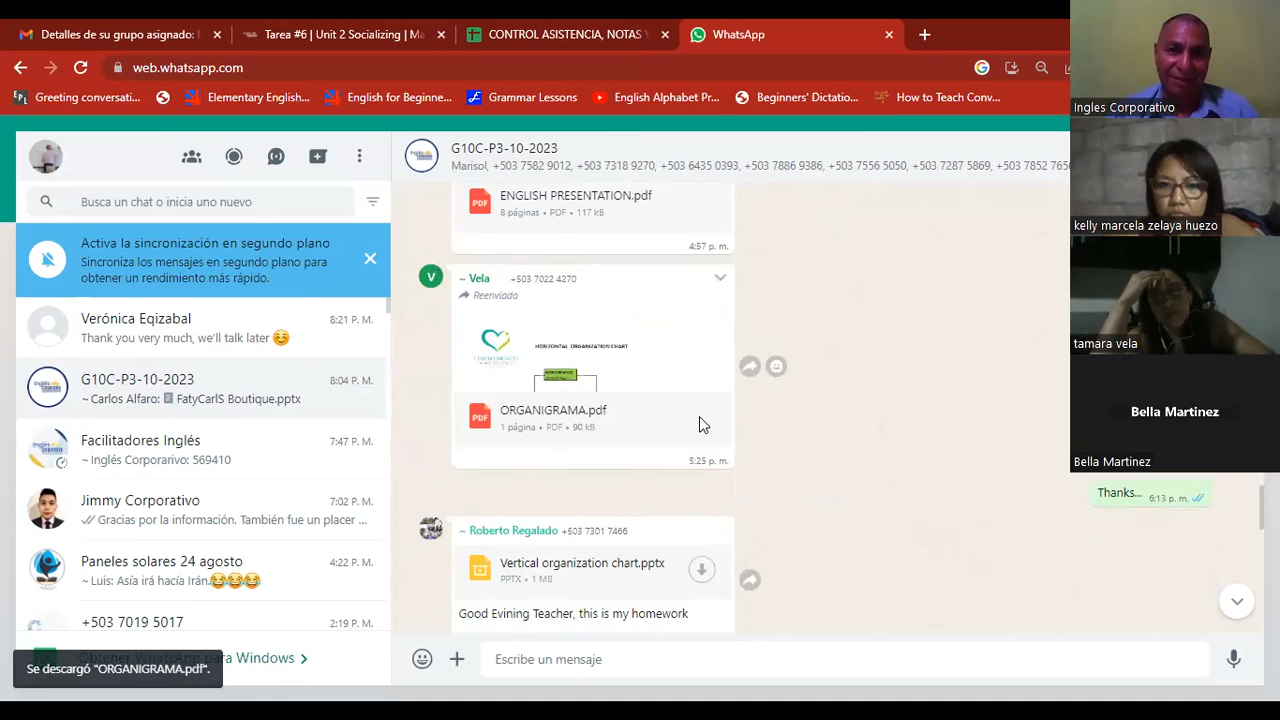 Detalles de su grupo asignado:
Tarea #6 | Unit 2 Socializing | Ma
CONTROL ASISTENCIA, NOTAS Y
WhatsApp
web.whatsapp.com
Greeting conversati...
Elementary English...
English for Beginne...
Grammar Lessons
English Alphabet Pr...
Beginners' Dictatio...
How to Teach Conv...
Busca un chat o inicia uno nuevo
Activa la sincronización en segundo plano
Sincroniza los mensajes en segundo plano para
obtener un rendimiento más rápido.
Verónica Eqizabal 8:21 P. M.
Thank you very much, we'll talk later
G10C-P3-10-2023 8:04 P. M.
~ Carlos Alfaro: FatyCarlS Boutique.pptx
Facilitadores Inglés 7:47 P. M.
~ Inglés Corporarivo: 569410
Jimmy Corporativo 7:02 P. M.
Gracias por la información. También fue un placer ...
Paneles solares 24 agosto 4:22 P. M.
~ Luis: Asía irá hacía Irán.
+503 7019 5017 2:19 P. M.
Obtener WhatsApp para Windows
Se descargó "ORGANIGRAMA.pdf".
G10C-P3-10-2023
Marisol, +503 7582 9012, +503 7318 9270, +503 6435 0393, +503 7886 9386, +503 7556 5050, +503 7287 5869, +503 7852 765
ENGLISH PRESENTATION.pdf
8 páginas • PDF • 117 kB
4:57 p. m.
V
~ Vela +503 7022 4270
Reenviado
HORIZONTAL ORGANIZATION CHART
PDF
ORGANIGRAMA.pdf
1 página • PDF • 90 kB
5:25 p. m.
Thanks... 6:13 p. m.
~ Roberto Regalado +503 7301 7466
Vertical organization chart.pptx
PPTX • 1 MB
Good Evining Teacher, this is my homework
Escribe un mensaje
Ingles Corporativo
kelly marcela zelaya huezo
tamara vela
Bella Martinez
Bella Martinez